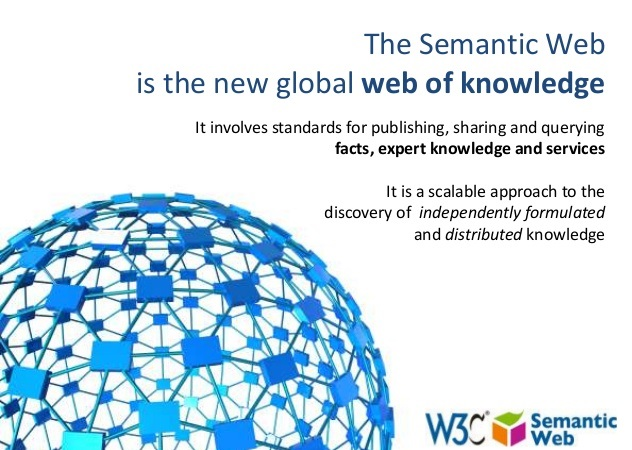 The Semantic Web
is the new global web of knowledge
It involves standards for publishing, sharing and querying
facts, expert knowledge and services
It is a scalable approach to the
discovery of independently formulated
and distributed knowledge
W3C® Semantic
Web